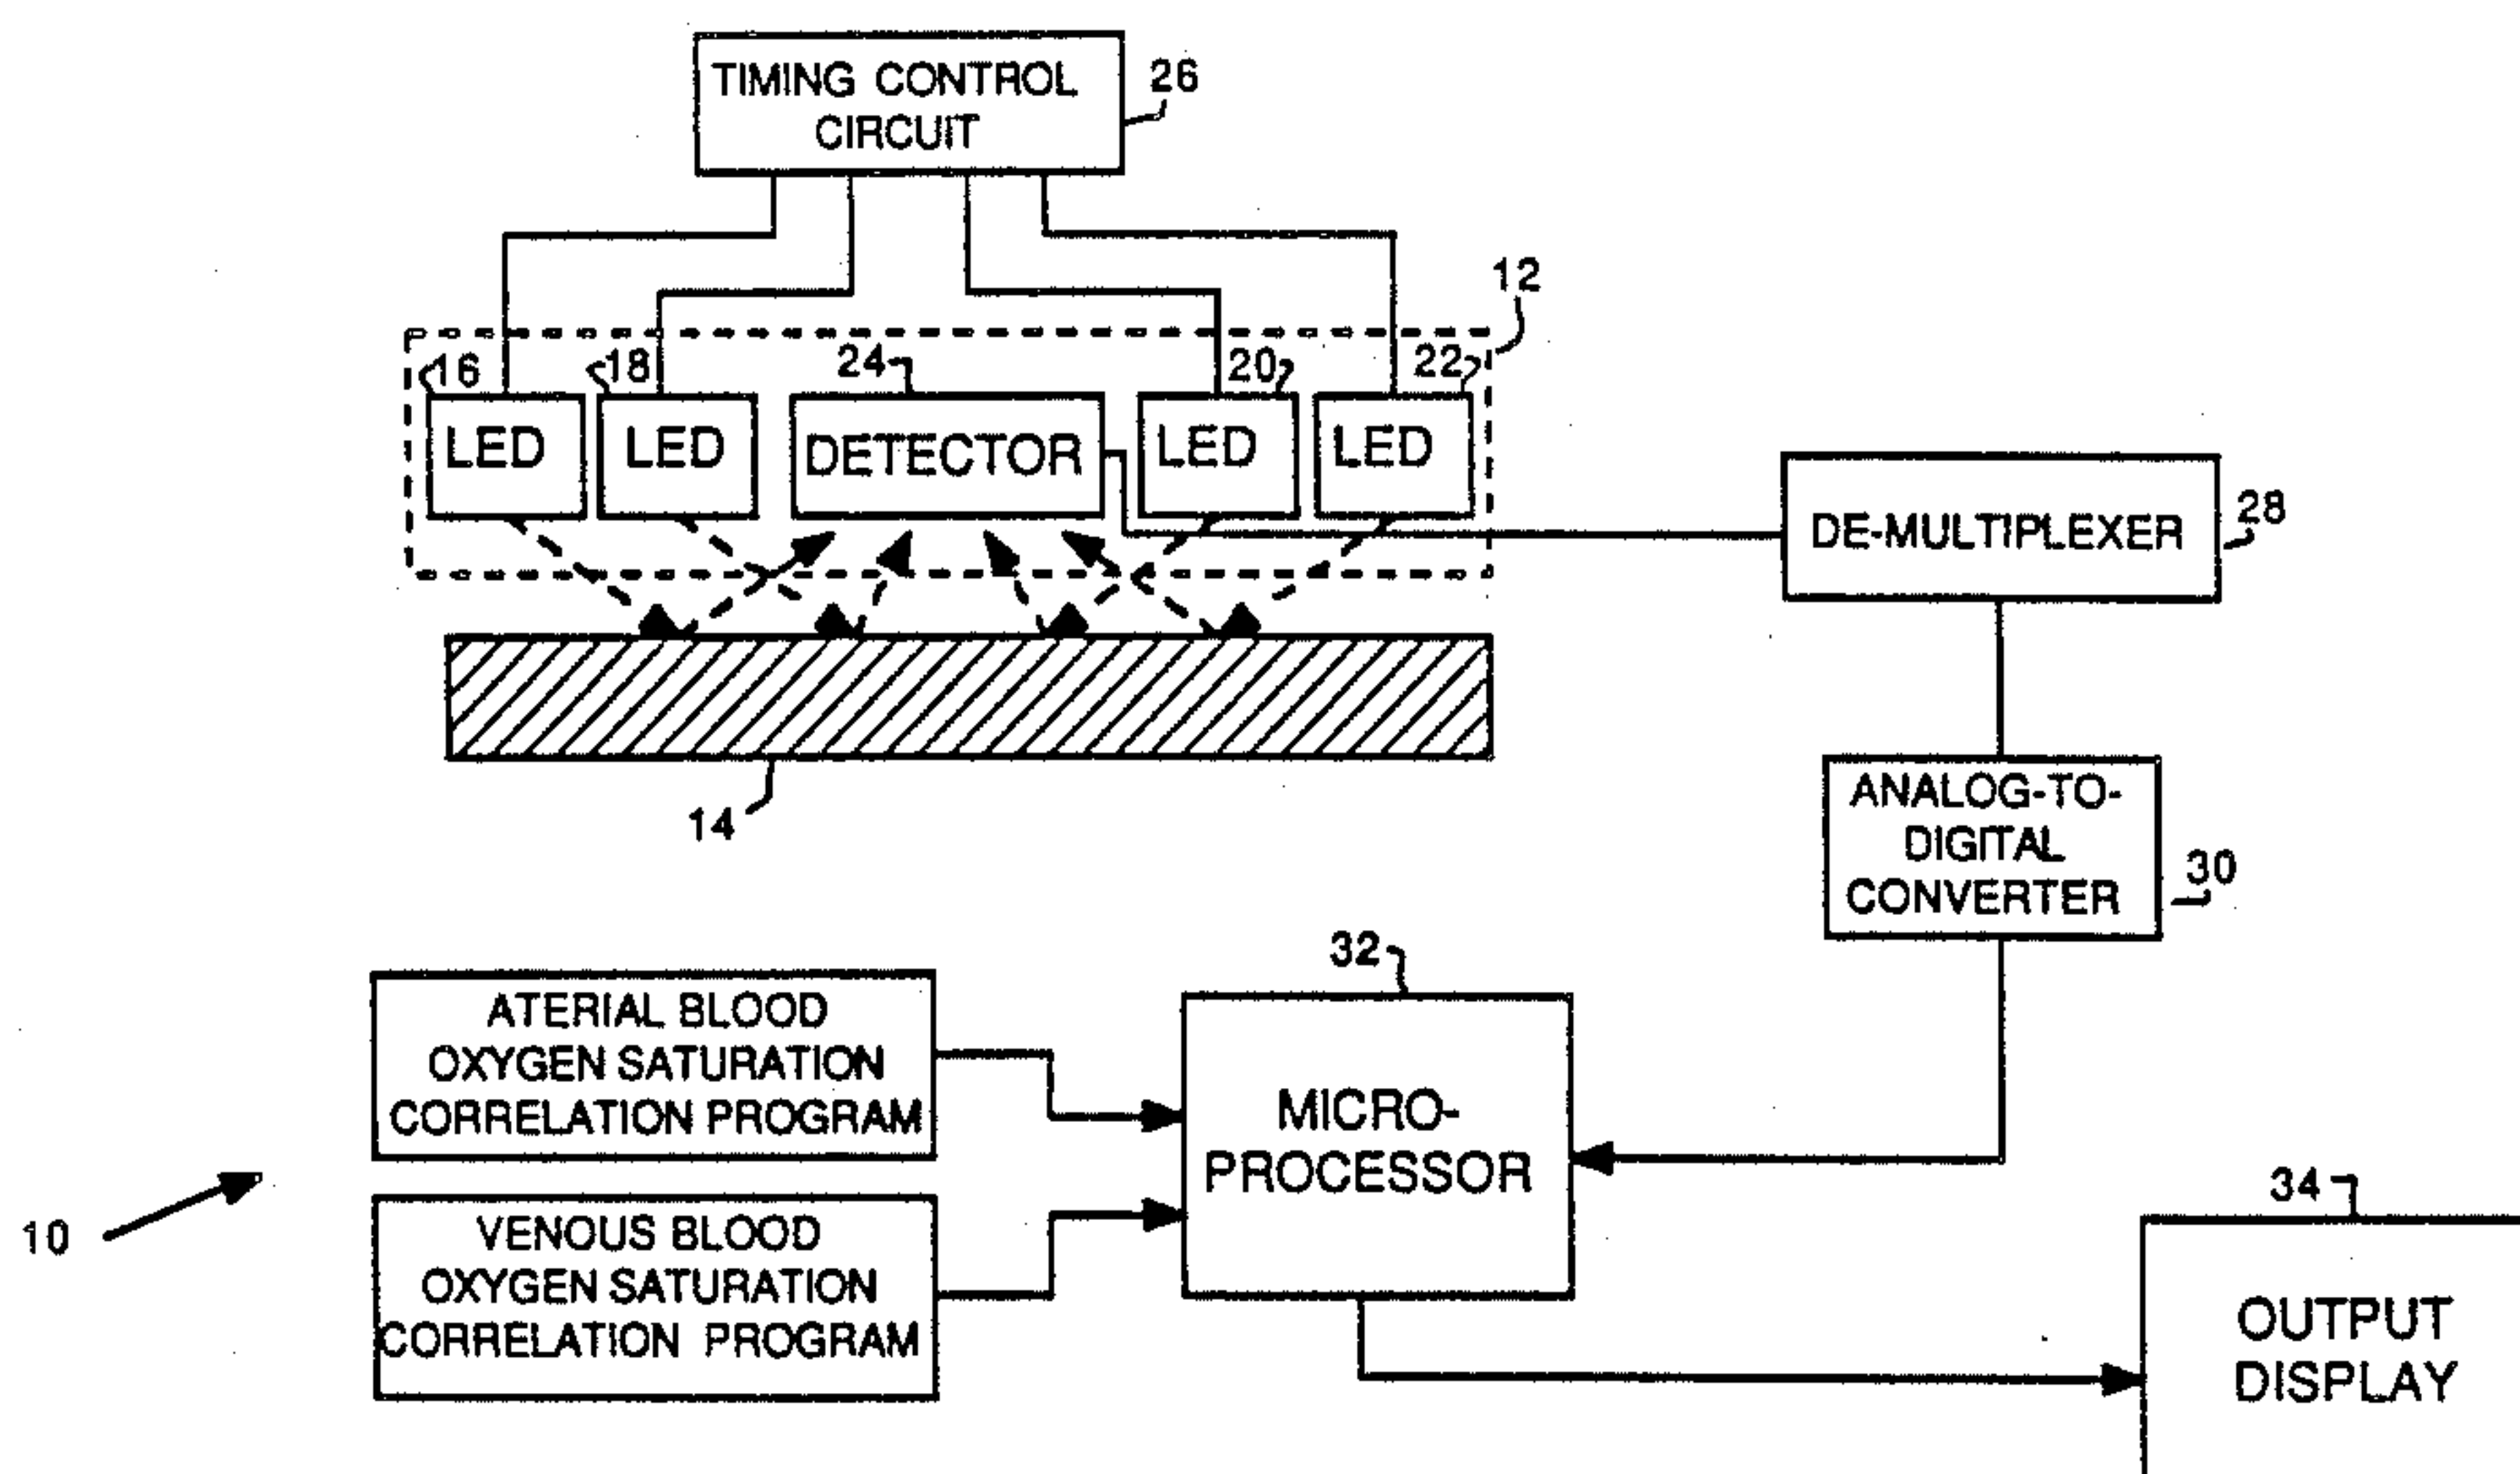 TIMING CONTROL
CIRCUIT
26
12
16
18
24
20
22
LED
LED
DETECTOR
LED
LED
DE-MULTIPLEXER
28
14
ANALOG-TO-
DIGITAL
CONVERTER
30
32
ATERIAL BLOOD
OXYGEN SATURATION
CORRELATION PROGRAM
MICRO-
PROCESSOR
10
VENOUS BLOOD
OXYGEN SATURATION
CORRELATION PROGRAM
34
OUTPUT
DISPLAY